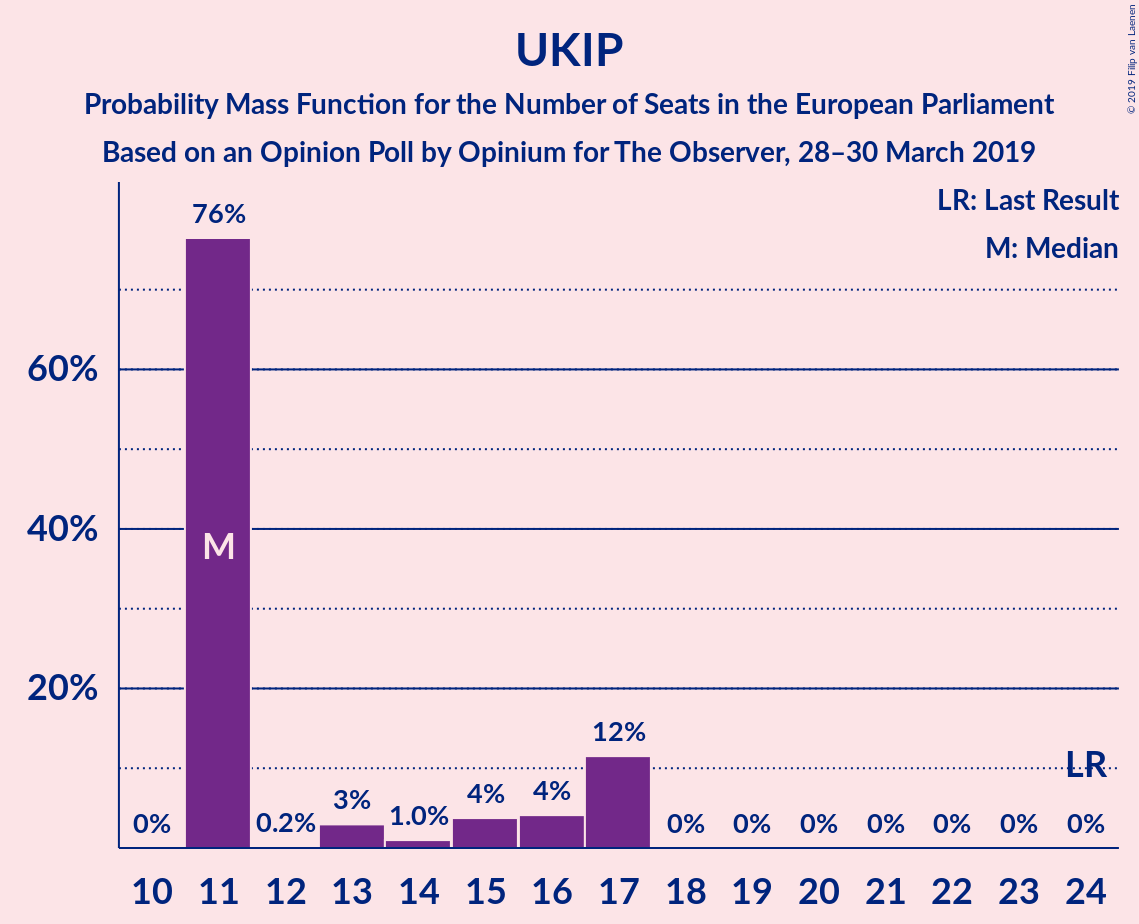 UKIP
Probability Mass Function for the Number of Seats in the European Parliament
Based on an Opinion Poll by Opinium for The Observer, 28–30 March 2019
© 2019 Filip van Laenen
LR: Last Result
M: Median
60%
40%
20%
0%
76%
0.2%
3%
1.0%
4%
4%
12%
0%
0%
0%
0%
0%
0%
0%
M
LR
10 11 12 13 14 15 16 17 18 19 20 21 22 23 24